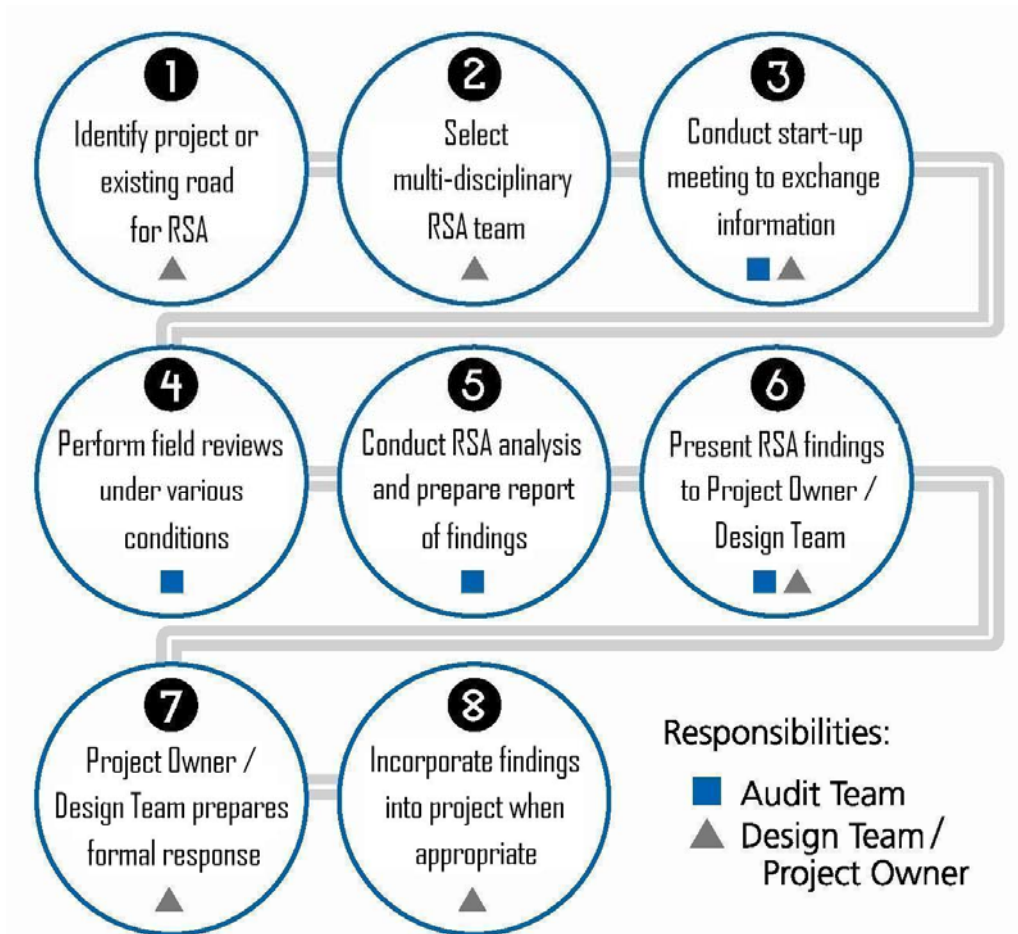 1
Identify project or
existing road
for RSA
2
Select
multi-disciplinary
RSA team
3
Conduct start-up
meeting to exchange
information
4
Perform field reviews
under various
conditions
5
Conduct RSA analysis
and prepare report
of findings
6
Present RSA findings
to Project Owner /
Design Team
7
Project Owner /
Design Team prepares
formal response
8
Incorporate findings
into project when
appropriate
Responsibilities:
Audit Team
Design Team /
Project Owner